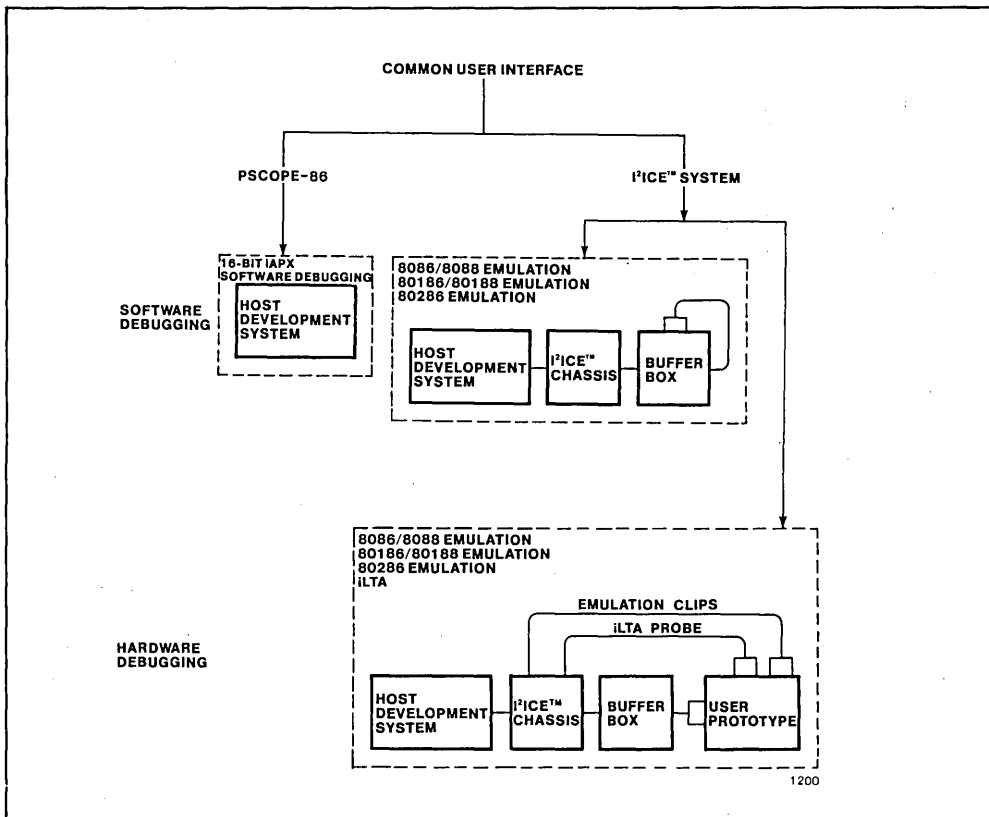 COMMON USER INTERFACE
PSCOPE-86
I²ICE™ SYSTEM
SOFTWARE
DEBUGGING
16-BIT iAPX
SOFTWARE DEBUGGING
HOST
DEVELOPMENT
SYSTEM
8086/8088 EMULATION
80186/80188 EMULATION
80286 EMULATION
HOST
DEVELOPMENT
SYSTEM
I²ICE™
CHASSIS
BUFFER
BOX
HARDWARE
DEBUGGING
8086/8088 EMULATION
80186/80188 EMULATION
80286 EMULATION
iLTA
EMULATION CLIPS
iLTA PROBE
HOST
DEVELOPMENT
SYSTEM
I²ICE™
CHASSIS
BUFFER
BOX
USER
PROTOTYPE
1200